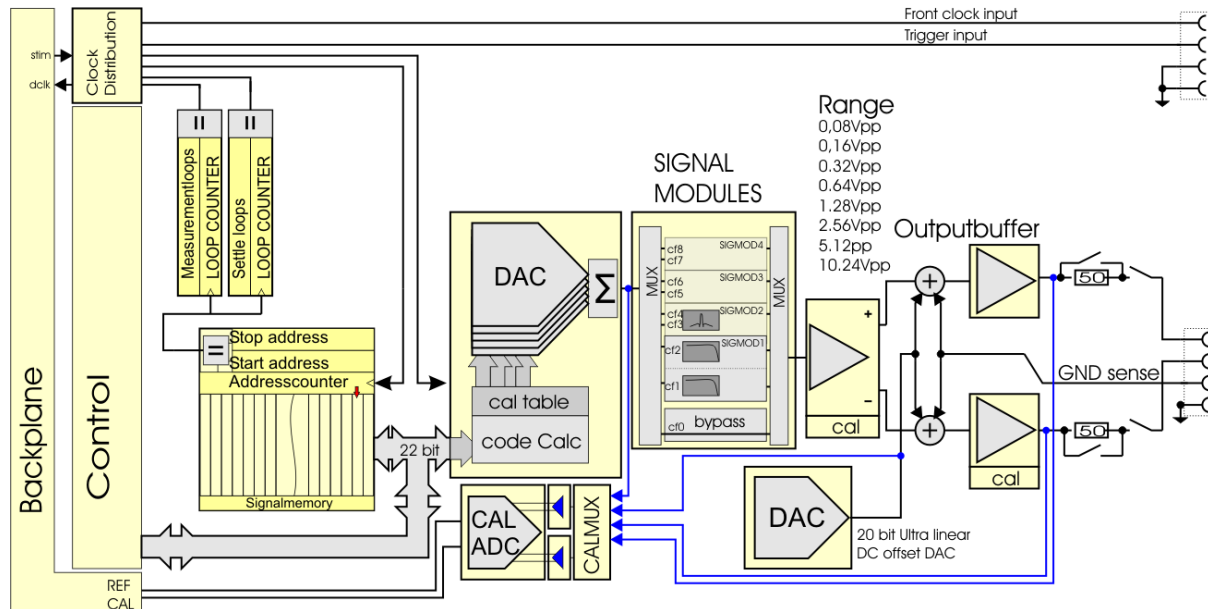 Front clock input
Trigger input
stim
dclk
Clock
Distribution
Backplane
Control
=
=
Measurementloops
LOOP COUNTER
Settle loops
LOOP COUNTER
=
Stop address
Start address
Addresscounter
Signalmemory
22 bit
DAC
Σ
cal table
code Calc
SIGNAL
MODULES
MUX
cf8
cf7
SIGMOD4
cf6
cf5
SIGMOD3
cf4
cf3
SIGMOD2
cf2
SIGMOD1
cf1
cf0
bypass
MUX
Range
0,08Vpp
0,16Vpp
0.32Vpp
0.64Vpp
1.28Vpp
2.56Vpp
5.12pp
10.24Vpp
+
−
cal
Outputbuffer
+
+
50
GND sense
50
cal
CAL
ADC
CALMUX
DAC
20 bit Ultra linear
DC offset DAC
REF
CAL